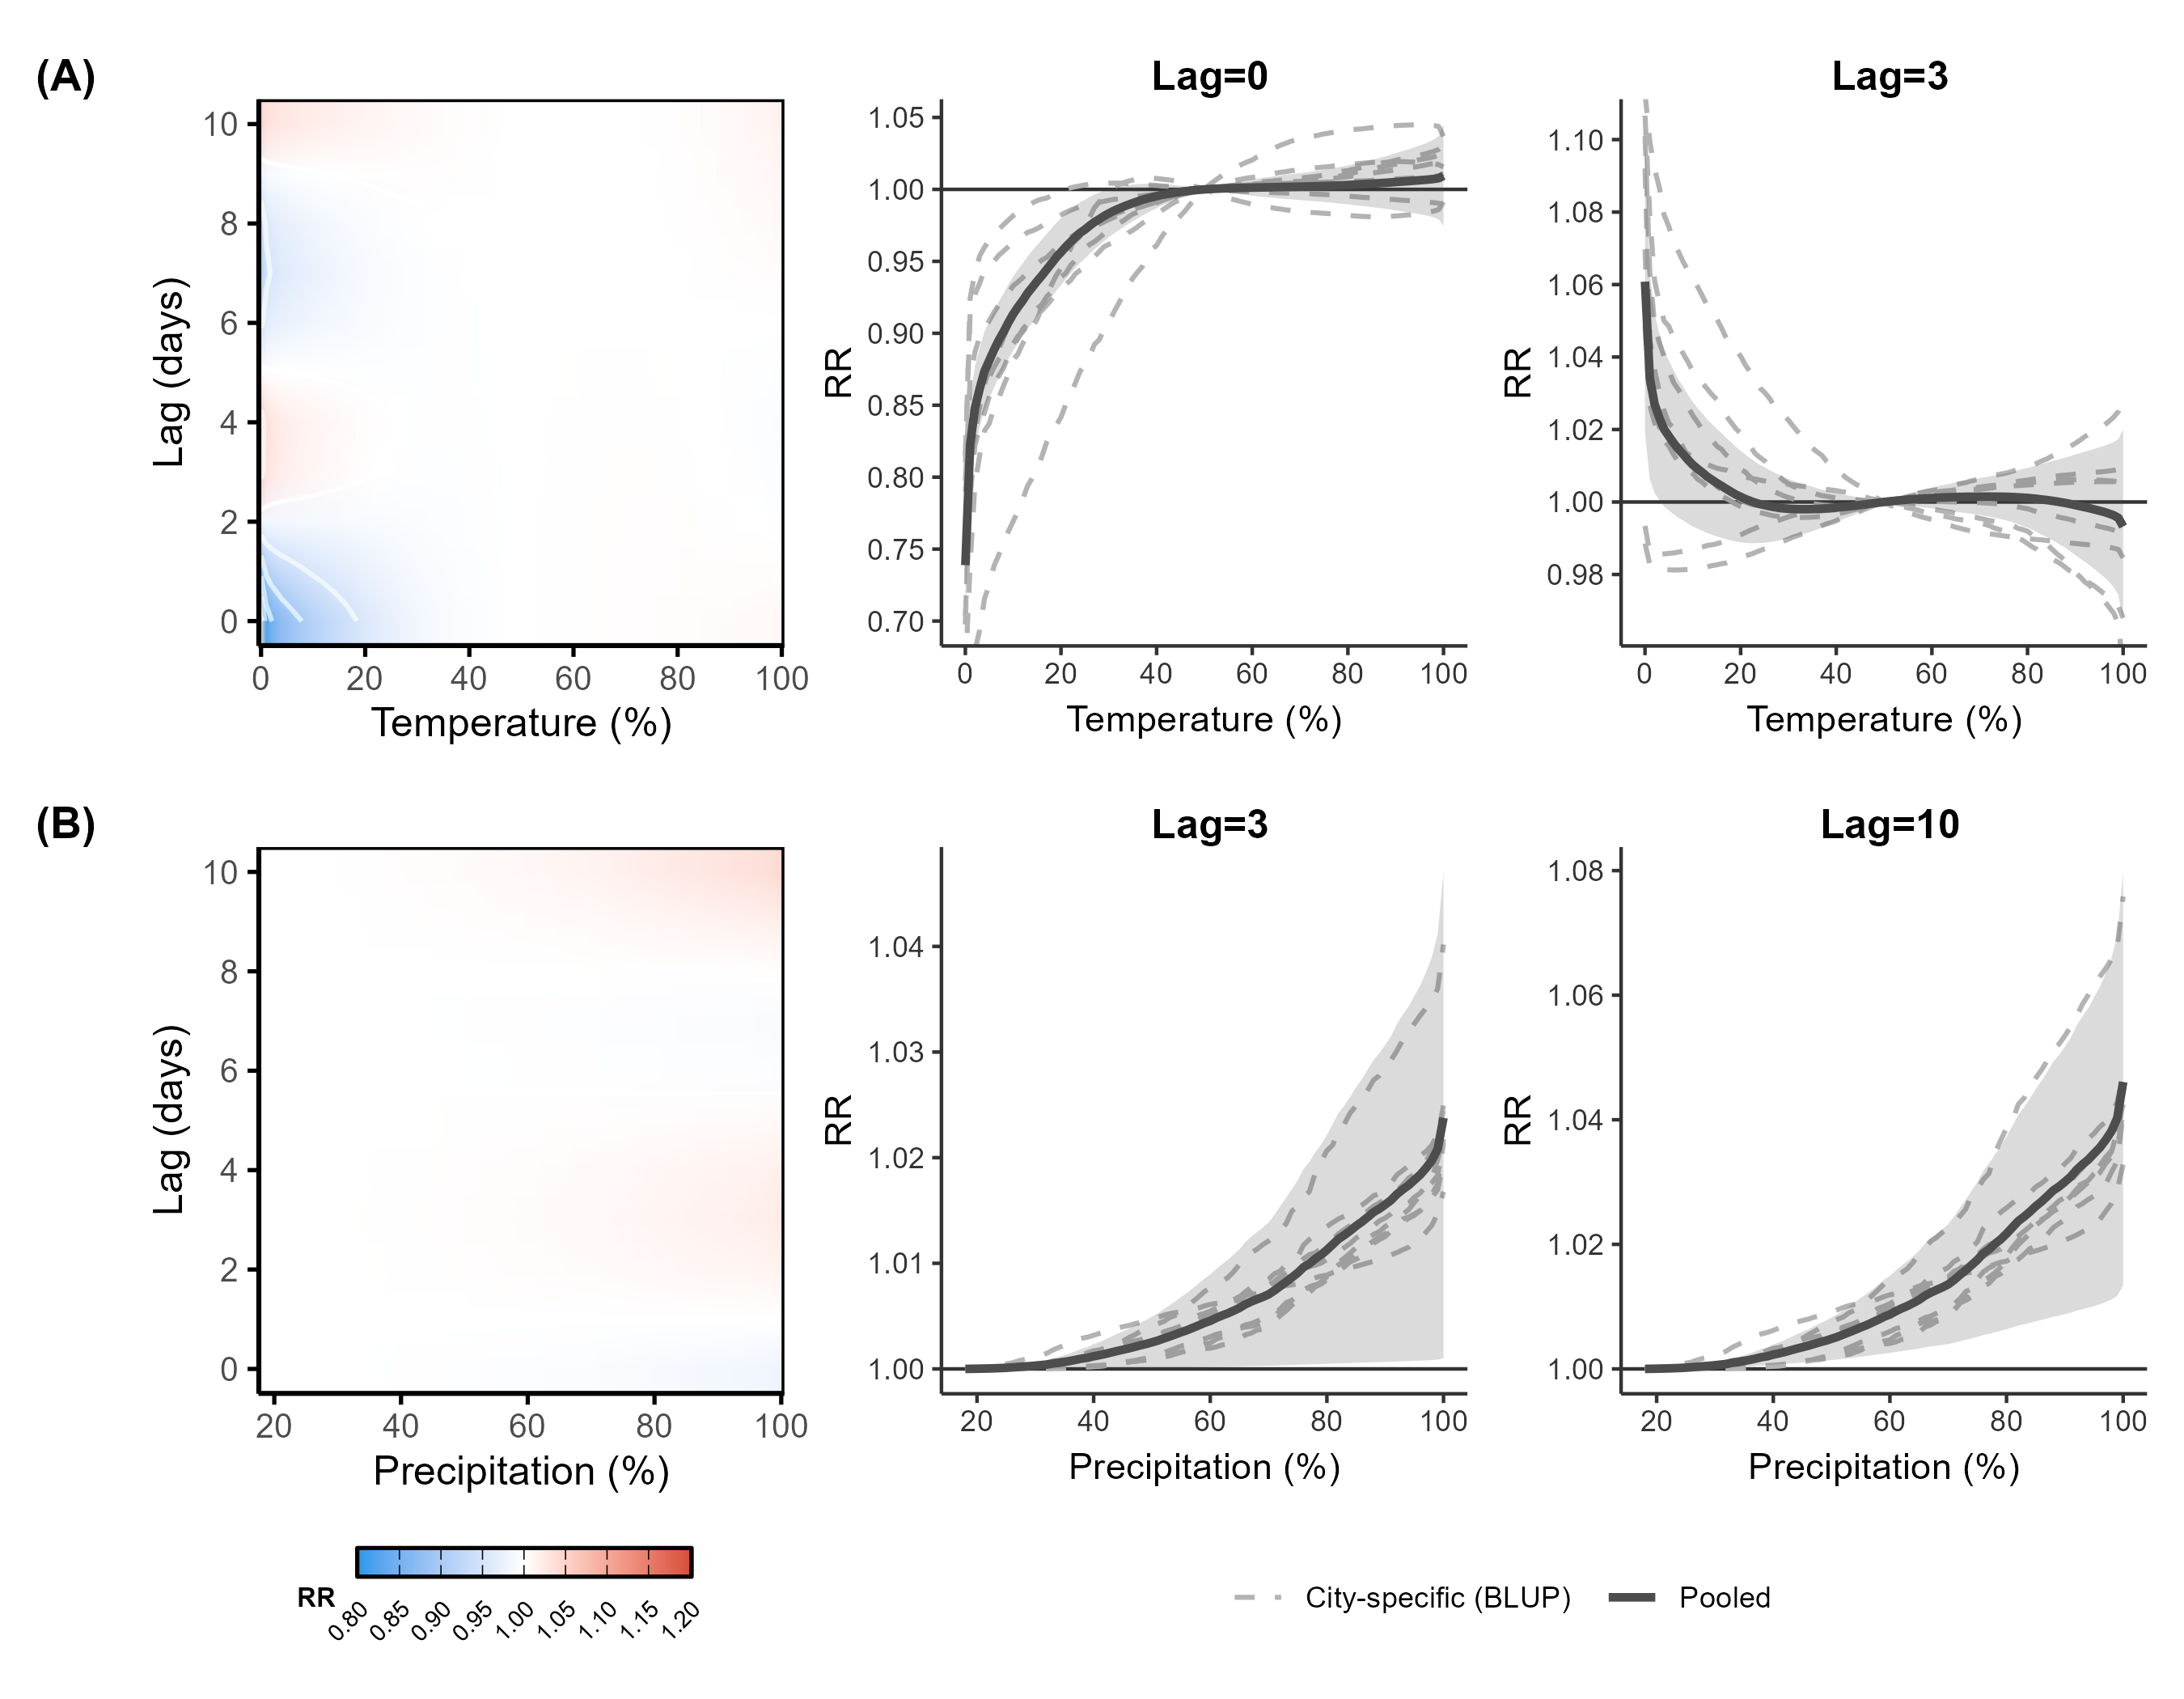 (A)
Lag=0
Lag=3
10
8
6
4
2
0
Lag (days)
0 20 40 60 80 100
Temperature (%)
1.05
1.00
0.95
0.90
0.85
0.80
0.75
0.70
RR
0 20 40 60 80 100
Temperature (%)
1.10
1.08
1.06
1.04
1.02
1.00
0.98
RR
0 20 40 60 80 100
Temperature (%)
(B)
Lag=3
Lag=10
10
8
6
4
2
0
Lag (days)
20 40 60 80 100
Precipitation (%)
1.04
1.03
1.02
1.01
1.00
RR
20 40 60 80 100
Precipitation (%)
1.08
1.06
1.04
1.02
1.00
RR
20 40 60 80 100
Precipitation (%)
RR
0.80 0.85 0.90 0.95 1.00 1.05 1.10 1.15 1.20
City-specific (BLUP) Pooled